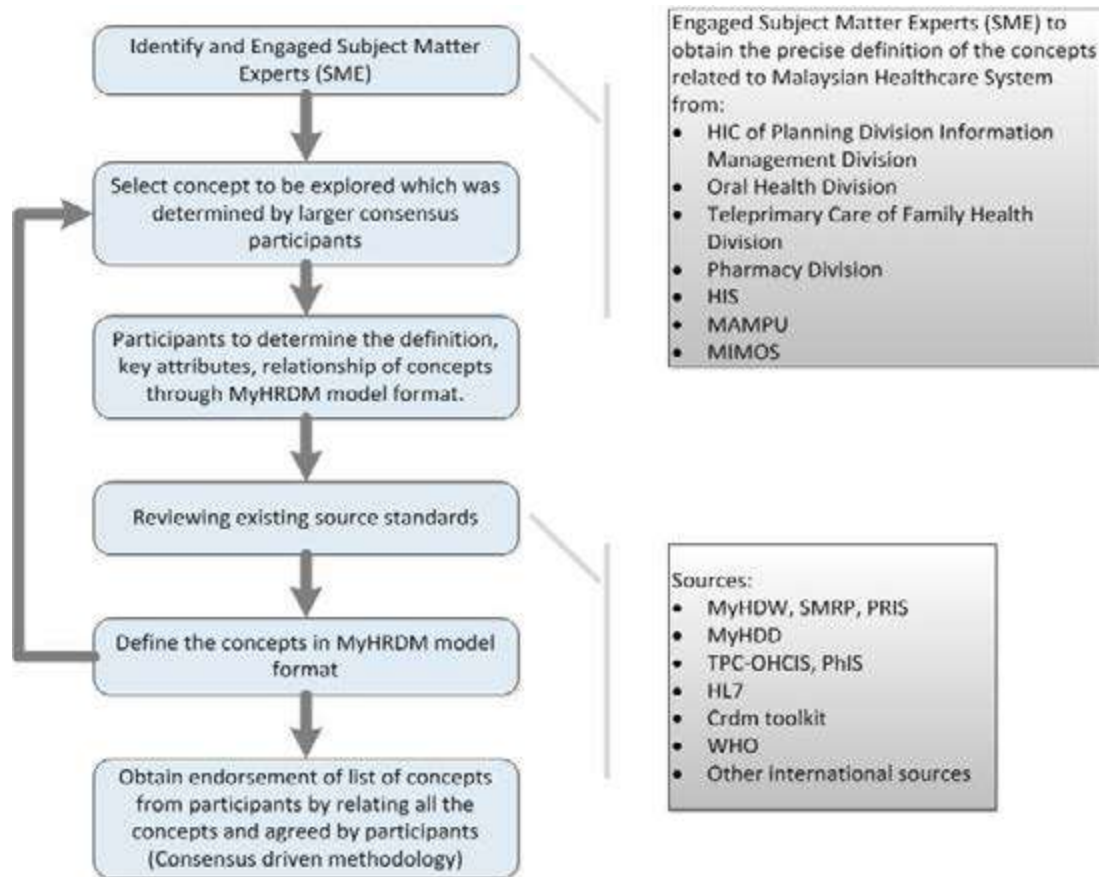 Identify and Engaged Subject Matter
Experts (SME)
Select concept to be explored which was
determined by larger consensus
participants
Participants to determine the definition,
key attributes, relationship of concepts
through MyHRDM model format.
Reviewing existing source standards
Define the concepts in MyHRDM model
format
Obtain endorsement of list of concepts
from participants by relating all the
concepts and agreed by participants
(Consensus driven methodology)
Engaged Subject Matter Experts (SME) to
obtain the precise definition of the concepts
related to Malaysian Healthcare System
from:
• HIC of Planning Division Information
Management Division
• Oral Health Division
• Teleprimary Care of Family Health
Division
• Pharmacy Division
• HIS
• MAMPU
• MIMOS
Sources:
• MyHDW, SMRP, PRIS
• MyHDD
• TPC-OHCIS, PhIS
• HL7
• Crdm toolkit
• WHO
• Other International sources